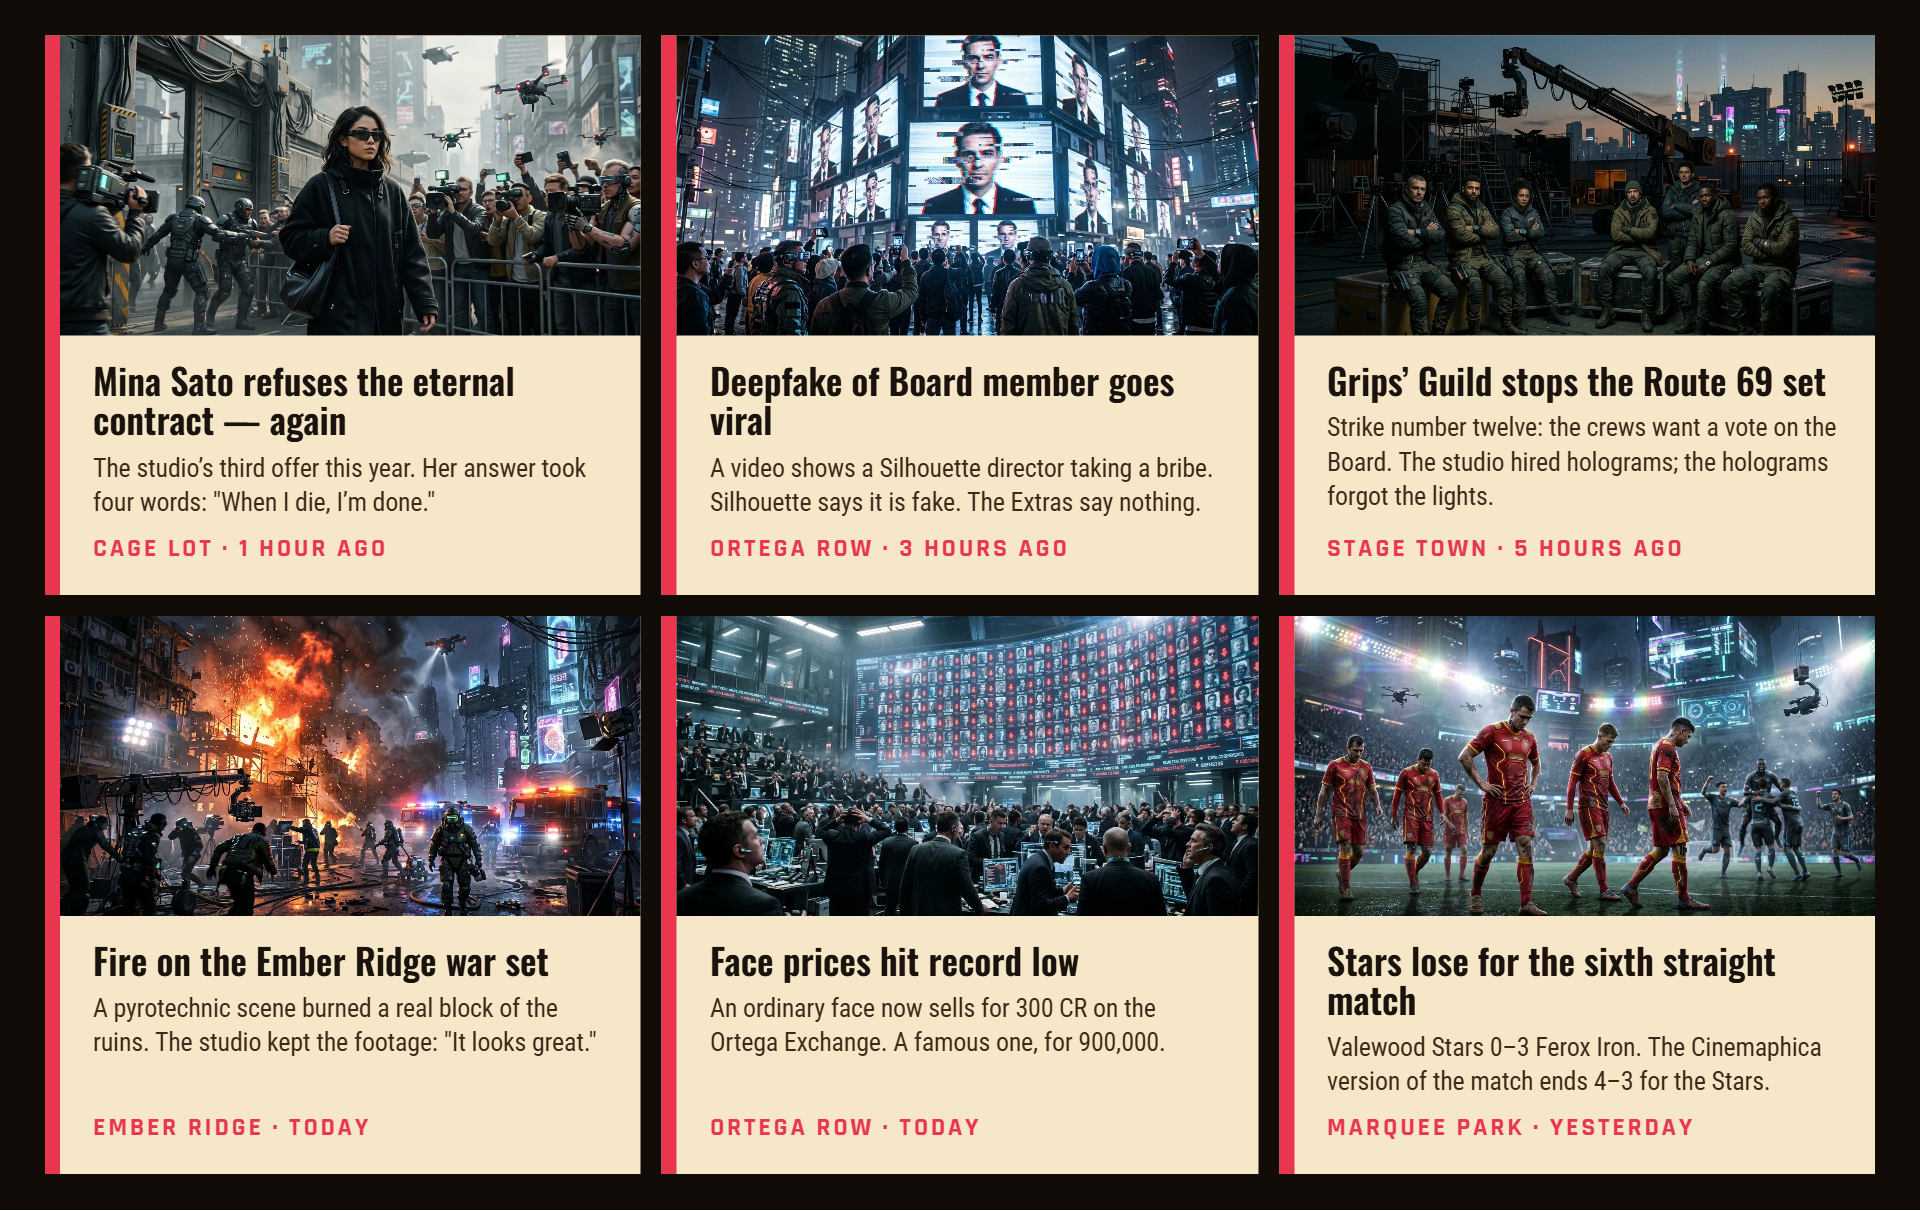 Mina Sato refuses the eternal
contract — again
The studio’s third offer this year. Her answer took
four words: "When I die, I’m done."
CAGE LOT · 1 HOUR AGO
Deepfake of Board member goes
viral
A video shows a Silhouette director taking a bribe.
Silhouette says it is fake. The Extras say nothing.
ORTEGA ROW · 3 HOURS AGO
Grips’ Guild stops the Route 69 set
Strike number twelve: the crews want a vote on the
Board. The studio hired holograms; the holograms
forgot the lights.
STAGE TOWN · 5 HOURS AGO
Fire on the Ember Ridge war set
A pyrotechnic scene burned a real block of the
ruins. The studio kept the footage: "It looks great."
EMBER RIDGE · TODAY
Face prices hit record low
An ordinary face now sells for 300 CR on the
Ortega Exchange. A famous one, for 900,000.
ORTEGA ROW · TODAY
Stars lose for the sixth straight
match
Valewood Stars 0–3 Ferox Iron. The Cinemaphica
version of the match ends 4–3 for the Stars.
MARQUEE PARK · YESTERDAY